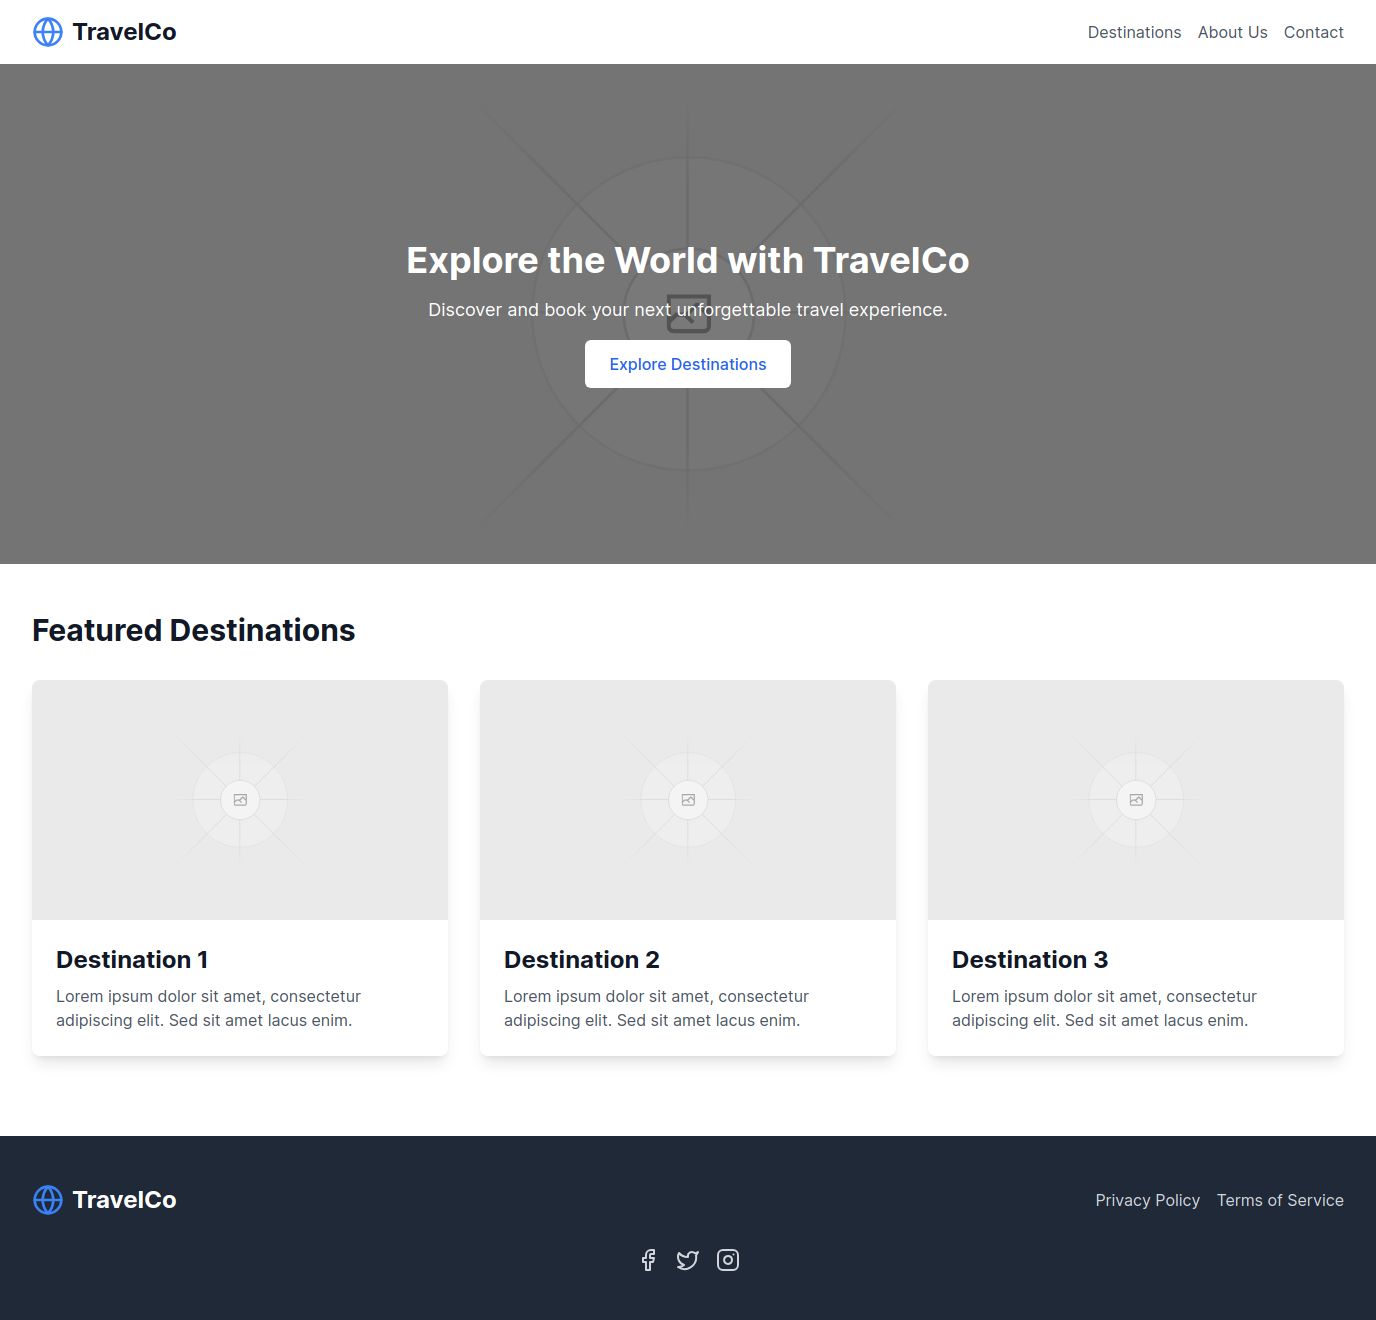 TravelCo
Destinations About Us Contact
Explore the World with TravelCo
Discover and book your next unforgettable travel experience.
Explore Destinations
Featured Destinations
Destination 1
Lorem ipsum dolor sit amet, consectetur
adipiscing elit. Sed sit amet lacus enim.
Destination 2
Lorem ipsum dolor sit amet, consectetur
adipiscing elit. Sed sit amet lacus enim.
Destination 3
Lorem ipsum dolor sit amet, consectetur
adipiscing elit. Sed sit amet lacus enim.
TravelCo
Privacy Policy Terms of Service